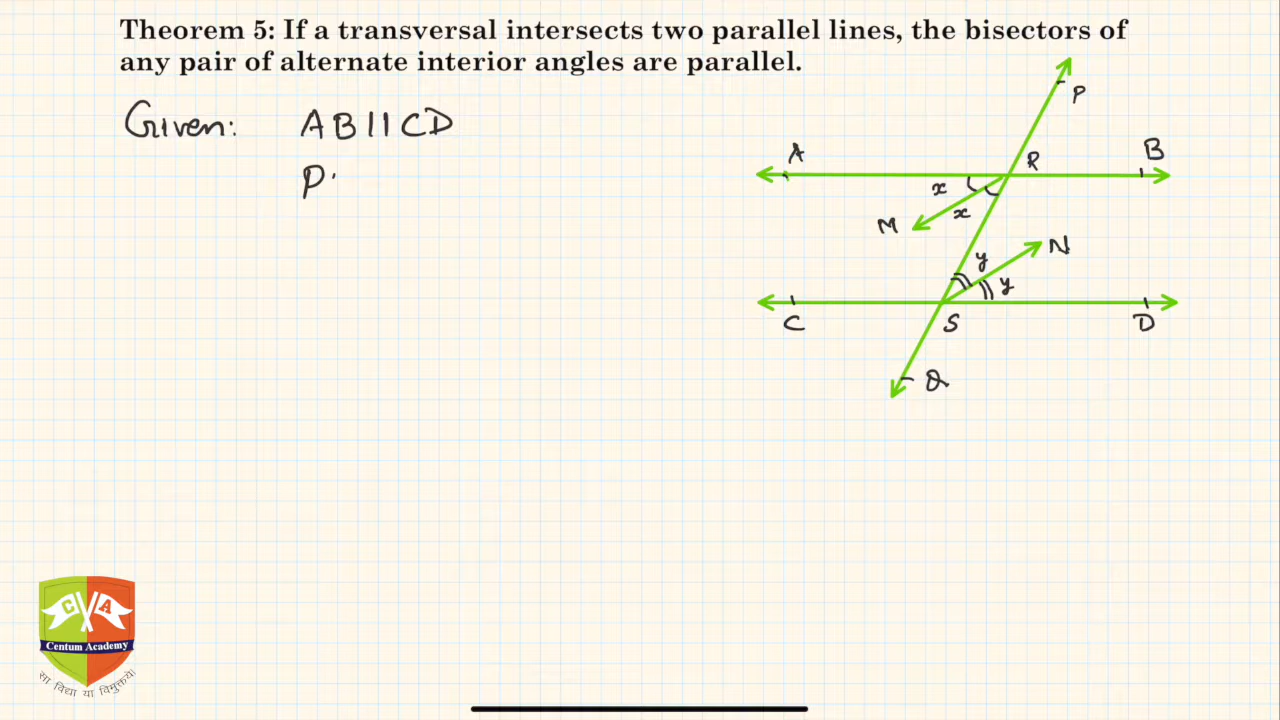 Theorem 5: If a transversal intersects two parallel lines, the bisectors of
any pair of alternate interior angles are parallel.
Given: AB||CD
P
P
A
R
B
x
x
M
y
N
y
C
S
D
Q
C A
Centum Academy
सा विद्या या विमुक्तये।